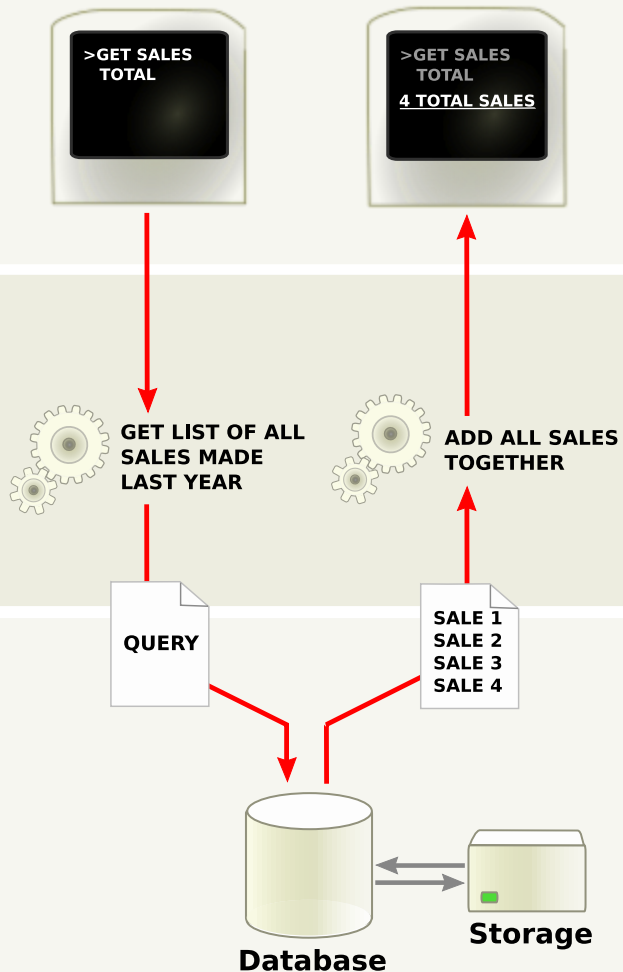 >GET SALES
TOTAL
>GET SALES
TOTAL
4 TOTAL SALES
GET LIST OF ALL
SALES MADE
LAST YEAR
ADD ALL SALES
TOGETHER
QUERY
SALE 1
SALE 2
SALE 3
SALE 4
Storage
Database